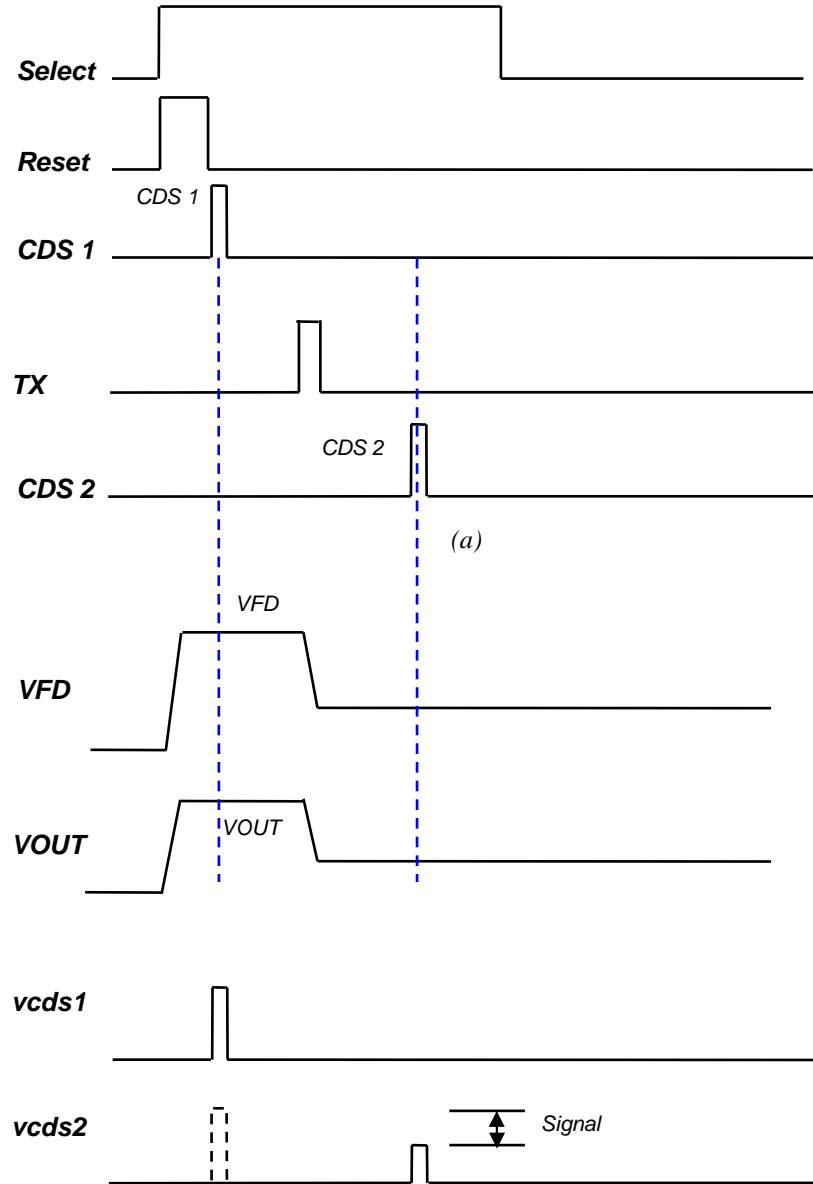 Select
Reset
CDS 1
CDS 1
TX
CDS 2
CDS 2
(a)
VFD
VFD
VOUT
VOUT
vcds1
vcds2
Signal